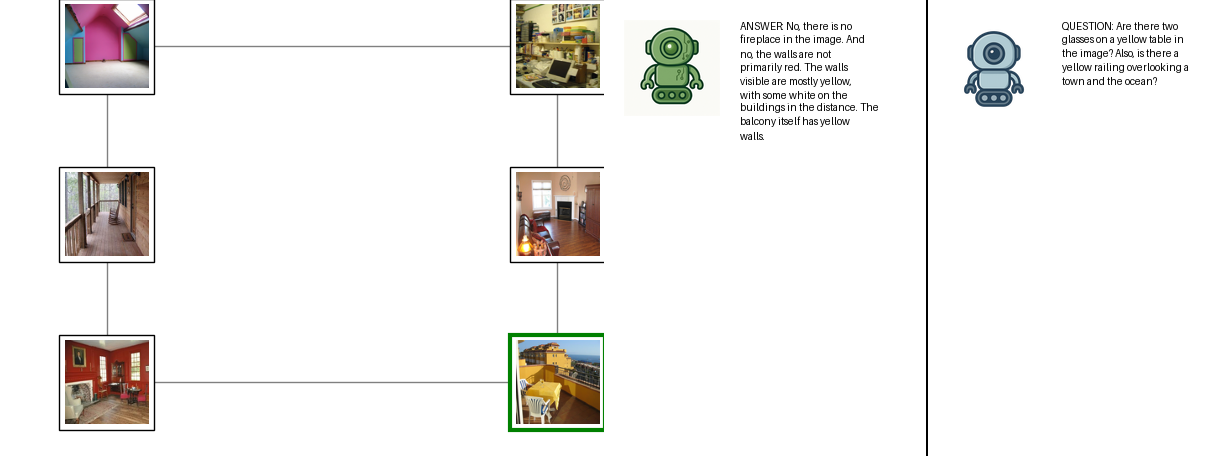 ANSWER: No, there is no
fireplace in the image. And
no, the walls are not
primarily red. The walls
visible are mostly yellow,
with some white on the
buildings in the distance. The
balcony itself has yellow
walls.
QUESTION: Are there two
glasses on a yellow table in
the image? Also, is there a
yellow railing overlooking a
town and the ocean?